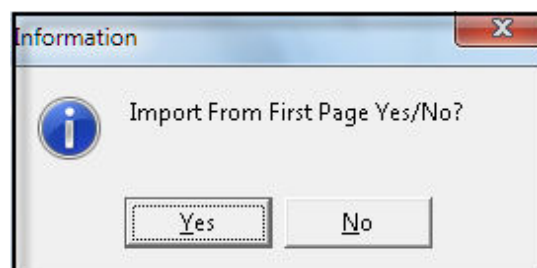 Information
Import From First Page Yes/No?
Yes
No